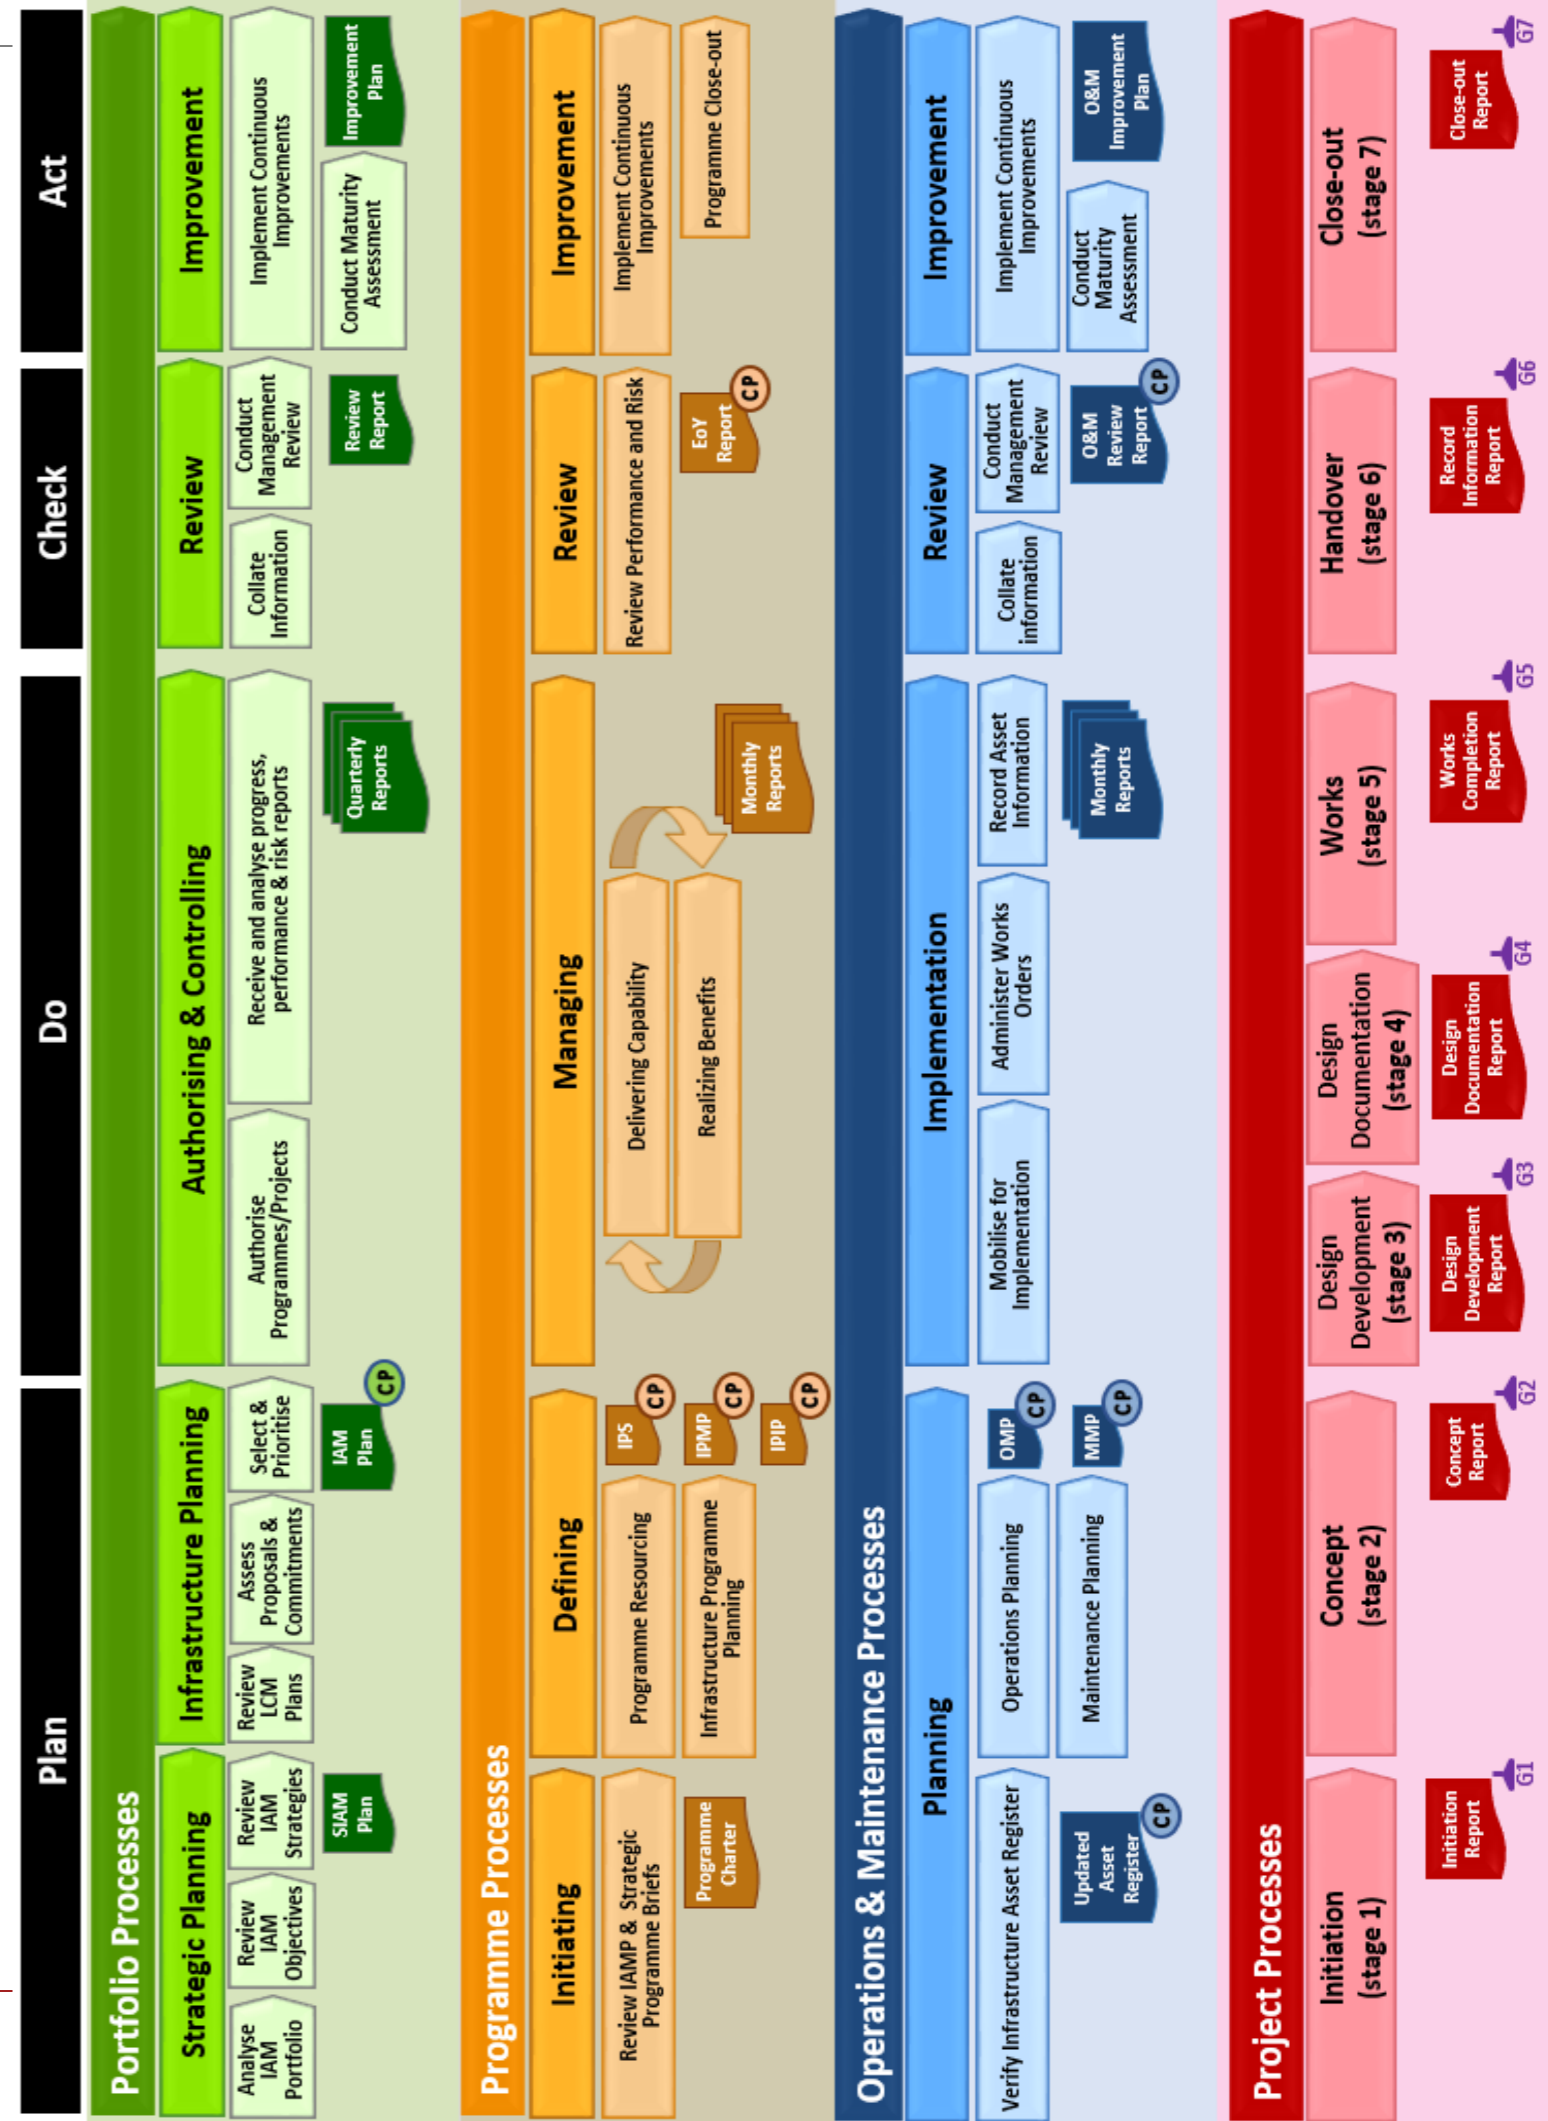 Plan
Do
Check
Act
Portfolio Processes
Strategic Planning
Infrastructure Planning
Authorising & Controlling
Review
Improvement
Analyse
IAM
Portfolio
Review
IAM
Objectives
Review
IAM
Strategies
Review
LCM
Plans
Assess
Proposals &
Commitments
Select &
Prioritise
Authorise
Programmes/Projects
Receive and analyse progress,
performance & risk reports
Collate
Information
Conduct
Management
Review
Implement Continuous
Improvements
SIAM
Plan
IAM
Plan
CP
Quarterly
Reports
Review
Report
Conduct Maturity
Assessment
Improvement
Plan
Programme Processes
Initiating
Defining
Managing
Review
Improvement
Review IAMP & Strategic
Programme Briefs
Programme Resourcing
IPS
CP
Delivering Capability
Review Performance and Risk
Implement Continuous
Improvements
Programme
Charter
Infrastructure Programme
Planning
IPMP
CP
IPIP
CP
Realizing Benefits
Monthly
Reports
EoY
Report
CP
Programme Close-out
Operations & Maintenance Processes
Planning
Implementation
Review
Improvement
Verify Infrastructure Asset Register
Operations Planning
OMP
CP
Mobilise for
Implementation
Administer Works
Orders
Record Asset
Information
Collate
information
Conduct
Management
Review
Implement Continuous
Improvements
Updated
Asset
Register
CP
Maintenance Planning
MMP
CP
Monthly
Reports
O&M
Review
Report
CP
Conduct
Maturity
Assessment
O&M
Improvement
Plan
Project Processes
Initiation
(stage 1)
Concept
(stage 2)
Design
Development
(stage 3)
Design
Documentation
(stage 4)
Works
(stage 5)
Handover
(stage 6)
Close-out
(stage 7)
Initiation
Report
G1
Concept
Report
G2
Design
Development
Report
G3
Design
Documentation
Report
G4
Works
Completion
Report
G5
Record
Information
Report
G6
Close-out
Report
G7